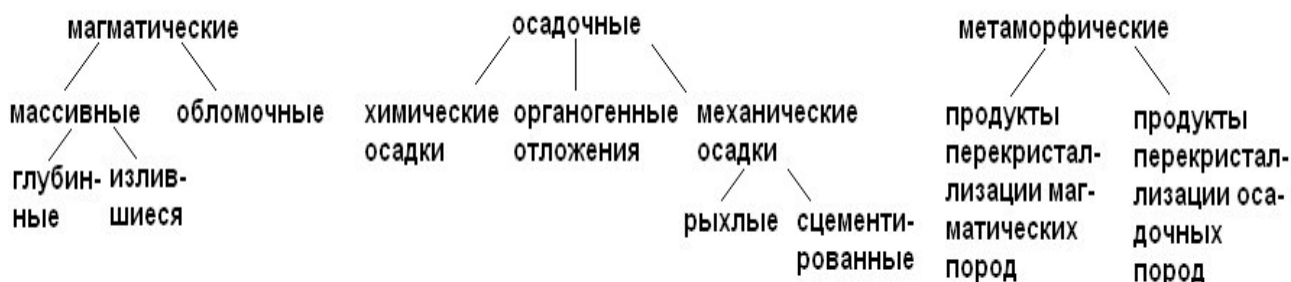 магматические
массивные
обломочные
глубин-
ные
излив-
шиеся
осадочные
химические
осадки
органогенные
отложения
механические
осадки
рыхлые
сцементи-
рованные
метаморфические
продукты
перекристал-
лизации маг-
матических
пород
продукты
перекристал-
лизации оса-
дочных
пород